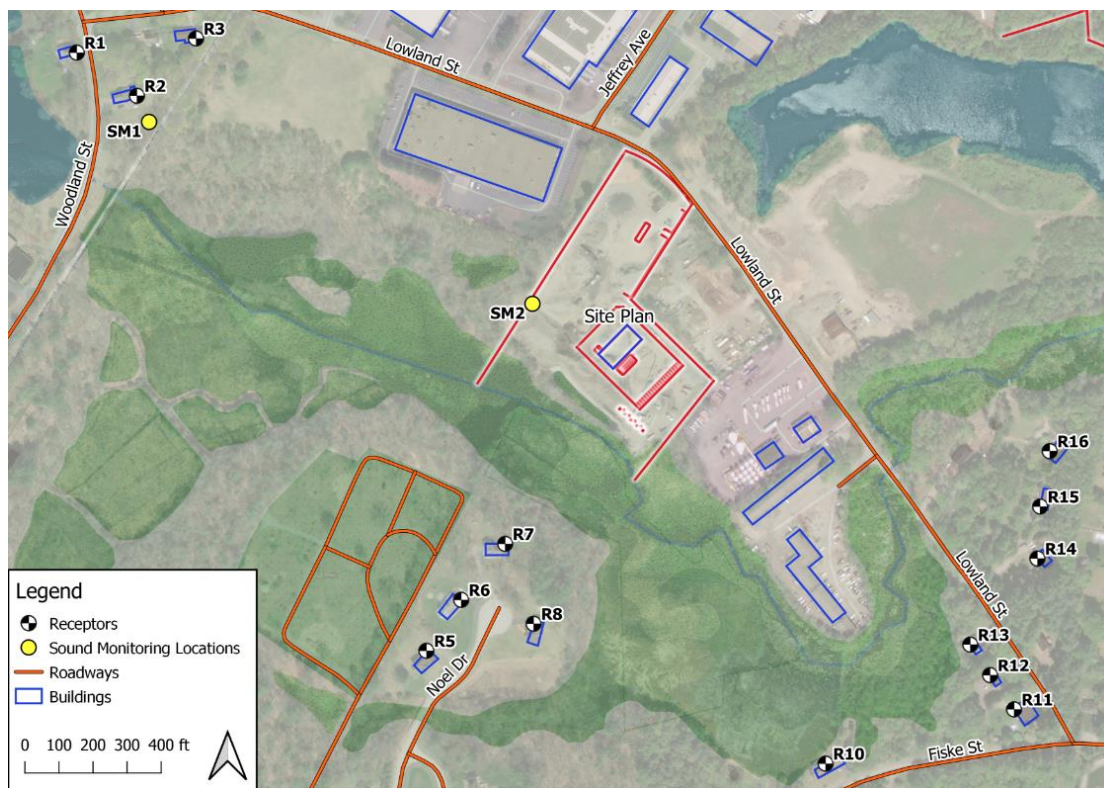 R1
R3
Lowland St
Jeffrey Ave
R2
SM1
Woodland St
Lowland St
SM2
Site Plan
R16
R15
R7
R14
Legend
Receptors
Sound Monitoring Locations
Roadways
Buildings
0 100 200 300 400 ft
R6
R8
Lowland St
R5
R13
Noel Dr
R12
R11
R10
Fiske St